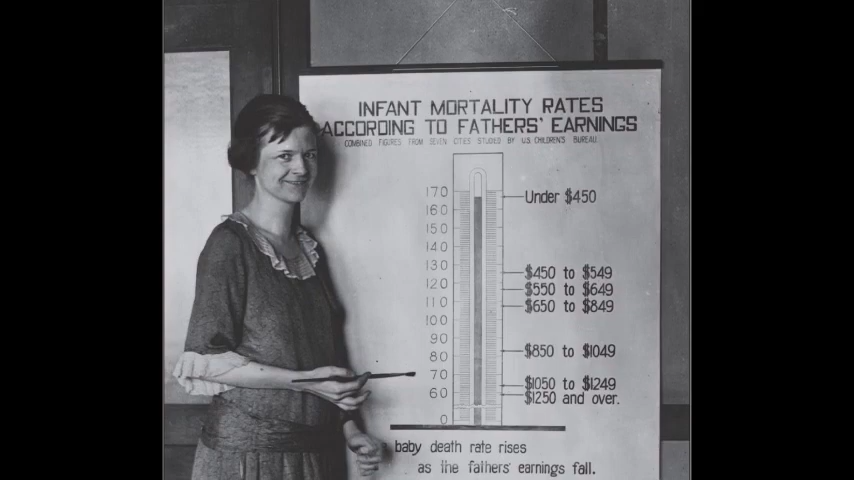 INFANT MORTALITY RATES
ACCORDING TO FATHERS' EARNINGS
COMBINED FIGURES FROM SEVEN CITIES STUDIED BY U.S. CHILDREN'S BUREAU
170
Under $450
160
150
140
130
$450 to $549
120
$550 to $649
110
$650 to $849
100
90
80
$850 to $1049
70
60
$1050 to $1249
$1250 and over.
0
baby death rate rises
as the fathers' earnings fall.